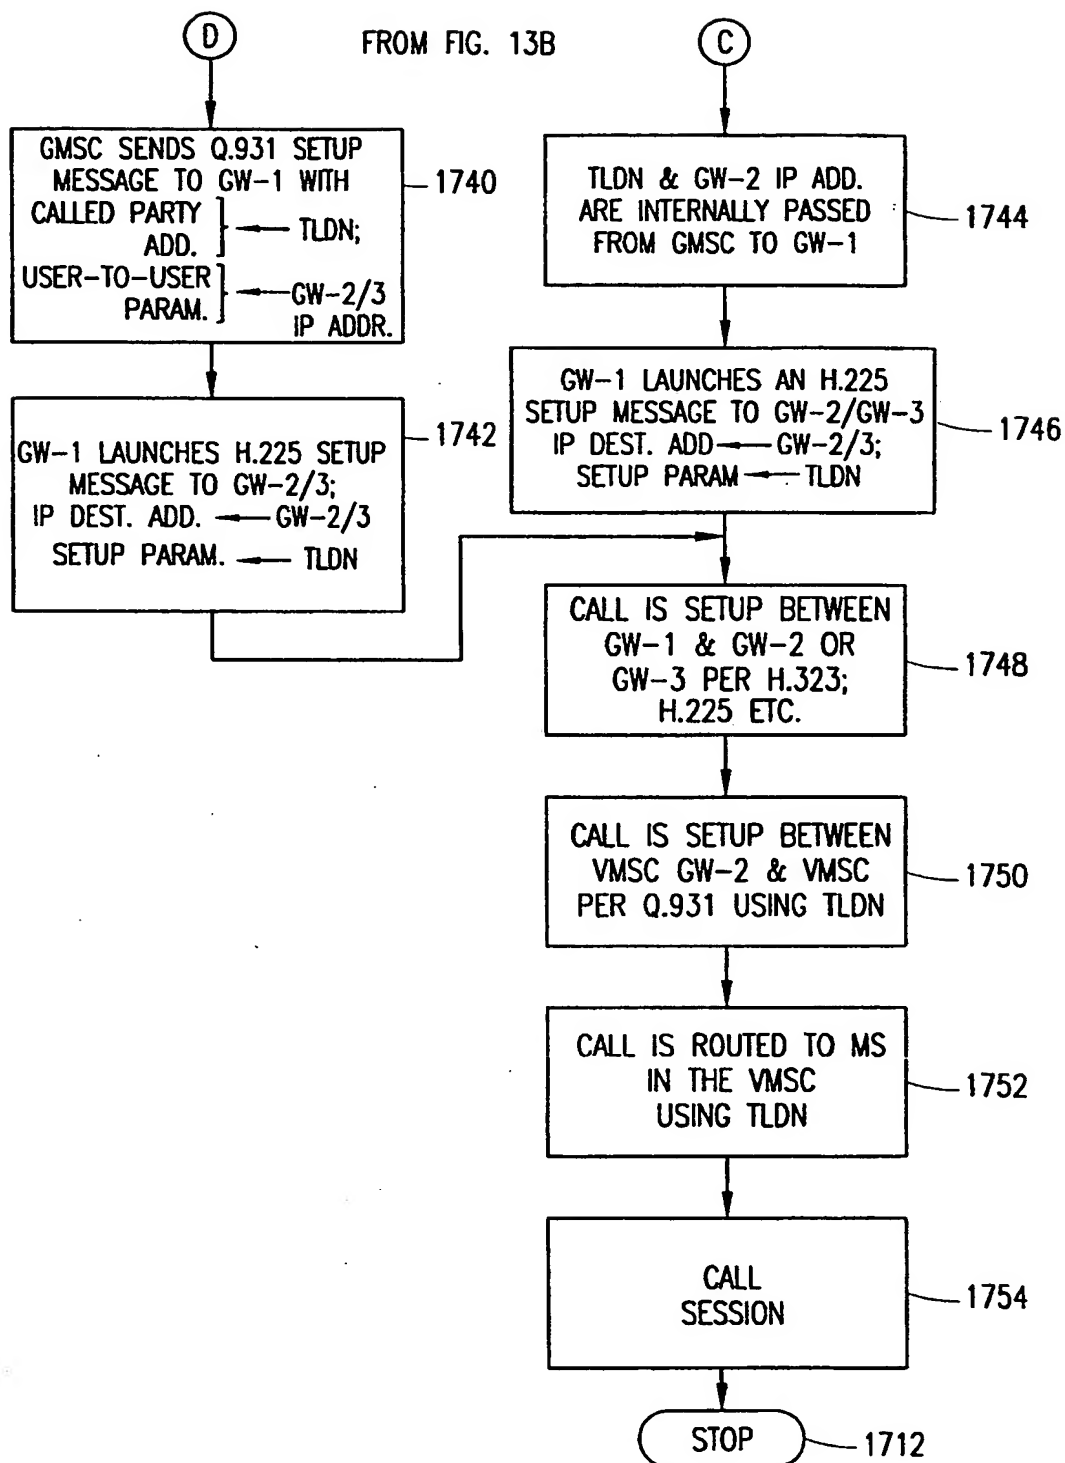 D
FROM FIG. 13B
C
GMSC SENDS Q.931 SETUP
MESSAGE TO GW-1 WITH
CALLED PARTY
ADD.
TLDN;
USER-TO-USER
PARAM.
GW-2/3
IP ADDR.
1740
GW-1 LAUNCHES H.225 SETUP
MESSAGE TO GW-2/3;
IP DEST. ADD. ← GW-2/3
SETUP PARAM. ← TLDN
1742
TLDN & GW-2 IP ADD.
ARE INTERNALLY PASSED
FROM GMSC TO GW-1
1744
GW-1 LAUNCHES AN H.225
SETUP MESSAGE TO GW-2/GW-3
IP DEST. ADD ← GW-2/3;
SETUP PARAM ← TLDN
1746
CALL IS SETUP BETWEEN
GW-1 & GW-2 OR
GW-3 PER H.323;
H.225 ETC.
1748
CALL IS SETUP BETWEEN
VMSC GW-2 & VMSC
PER Q.931 USING TLDN
1750
CALL IS ROUTED TO MS
IN THE VMSC
USING TLDN
1752
CALL
SESSION
1754
STOP
1712